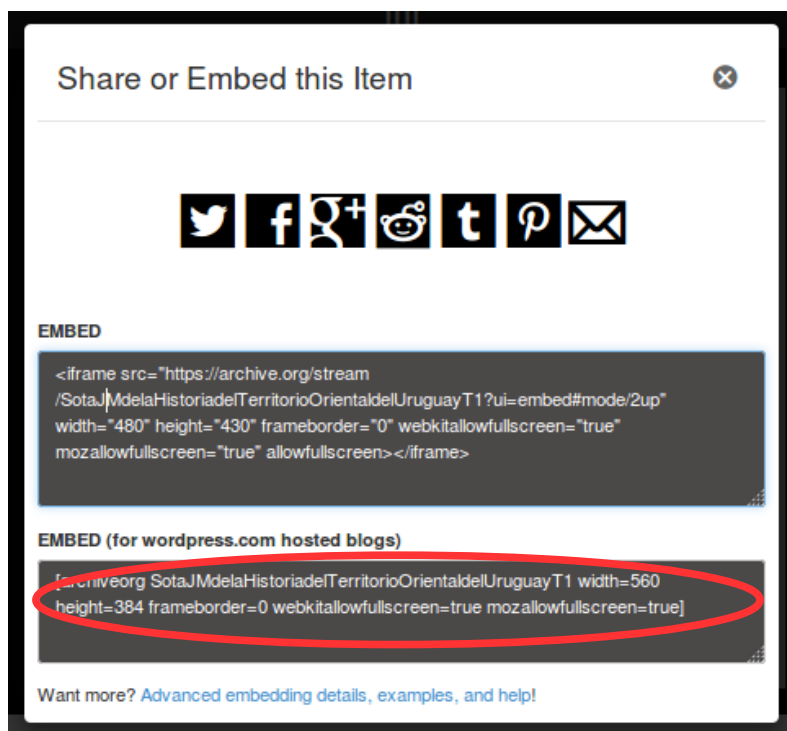 Share or Embed this Item
EMBED
<iframe src="https://archive.org/stream
/SotaJMdelaHistoriadelTerritorioOrientaldelUruguayT1?ui=embed#mode/2up"
width="480" height="430" frameborder="0" webkitallowfullscreen="true"
mozallowfullscreen="true" allowfullscreen></iframe>
EMBED (for wordpress.com hosted blogs)
[archiveorg SotaJMdelaHistoriadelTerritorioOrientaldelUruguayT1 width=560
height=384 frameborder=0 webkitallowfullscreen=true mozallowfullscreen=true]
Want more? Advanced embedding details, examples, and help!